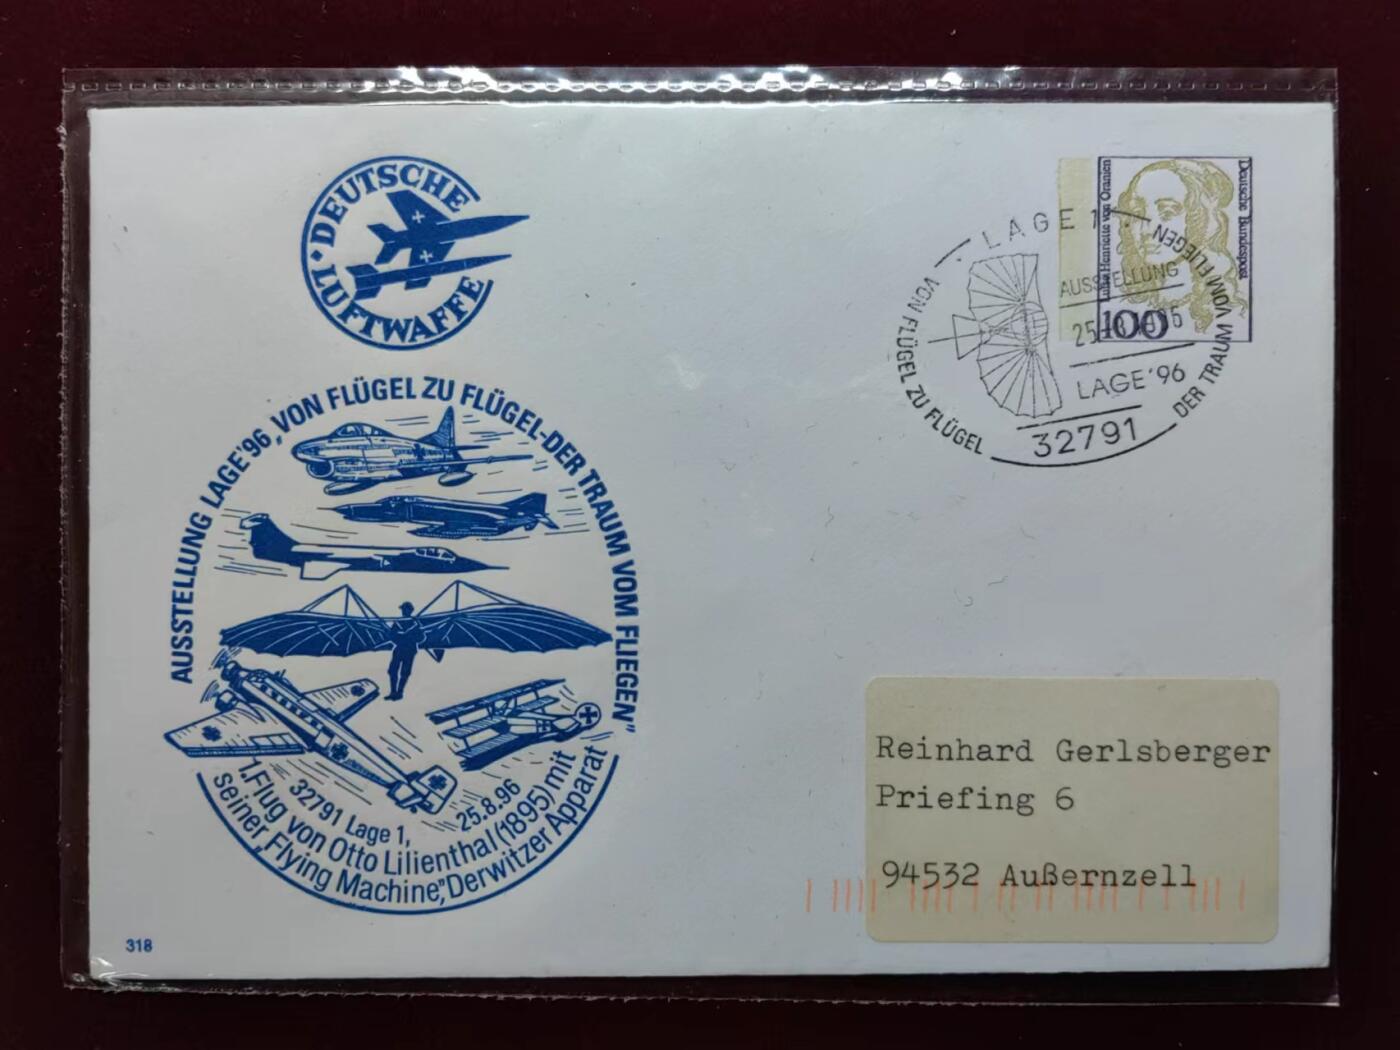 DEUTSCHE
· LUFTWAFFE ·
AUSSTELLUNG LAGE'96 „VON FLÜGEL ZU FLÜGEL-DER TRAUM VOM FLIEGEN”
32791 Lage 1, 25.8.96
1.Flug von Otto Lilienthal (1895) mit
seiner „Flying Machine”, Derwitzer Apparat
318
Luise Henriette von Oranien
Deutsche Bundespost
100
LAGE 1
AUSSTELLUNG
LAGE '96
VON FLÜGEL ZU FLÜGEL
DER TRAUM VOM FLIEGEN
32791
Reinhard Gerlsberger
Priefing 6
94532 Außernzell